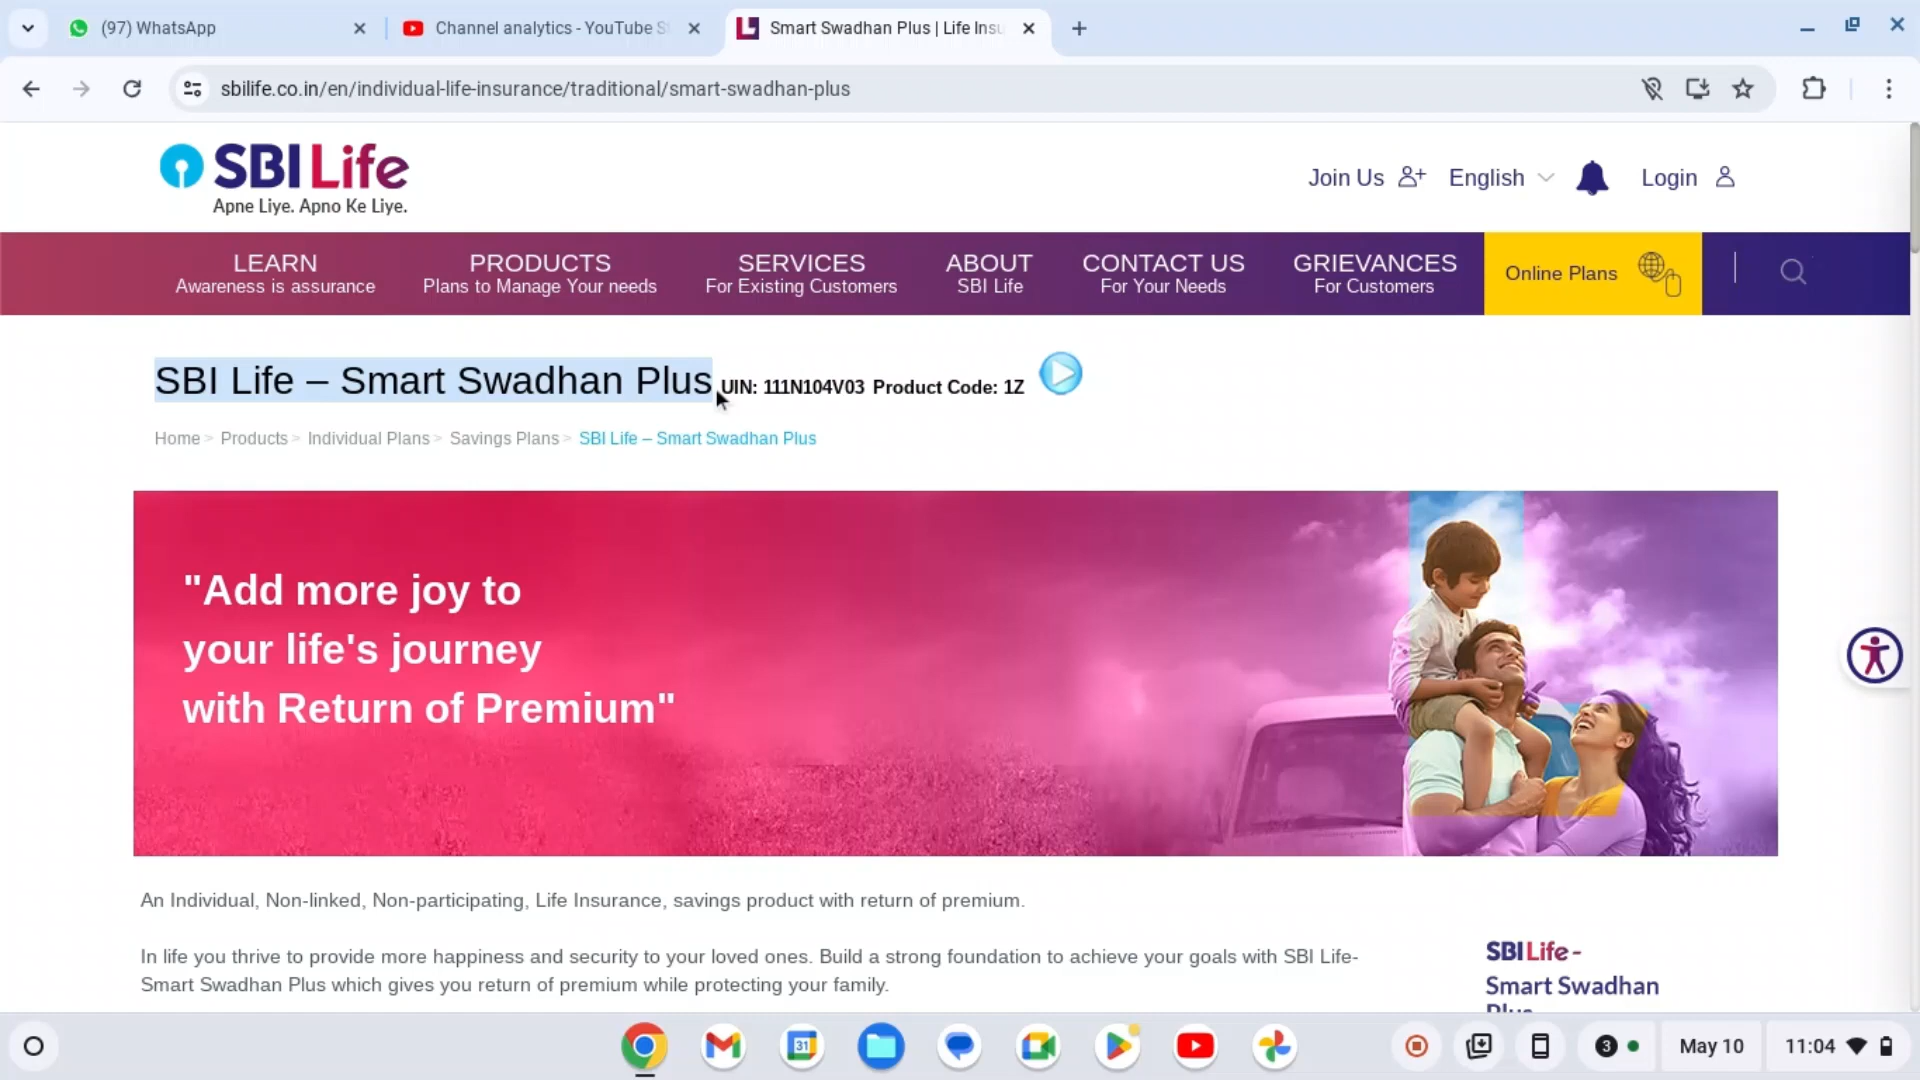 (97) WhatsApp
Channel analytics - YouTube
Smart Swadhan Plus | Life Insu
sbilife.co.in/en/individual-life-insurance/traditional/smart-swadhan-plus
SBI Life
Apne Liye. Apno Ke Liye.
Join Us English Login
LEARN
Awareness is assurance
PRODUCTS
Plans to Manage Your needs
SERVICES
For Existing Customers
ABOUT
SBI Life
CONTACT US
For Your Needs
GRIEVANCES
For Customers
Online Plans
SBI Life – Smart Swadhan Plus UIN: 111N104V03 Product Code: 1Z
Home > Products > Individual Plans > Savings Plans > SBI Life – Smart Swadhan Plus
"Add more joy to
your life's journey
with Return of Premium"
An Individual, Non-linked, Non-participating, Life Insurance, savings product with return of premium.
In life you thrive to provide more happiness and security to your loved ones. Build a strong foundation to achieve your goals with SBI Life-
Smart Swadhan Plus which gives you return of premium while protecting your family.
SBI Life -
Smart Swadhan
Plus
31
3
May 10
11:04